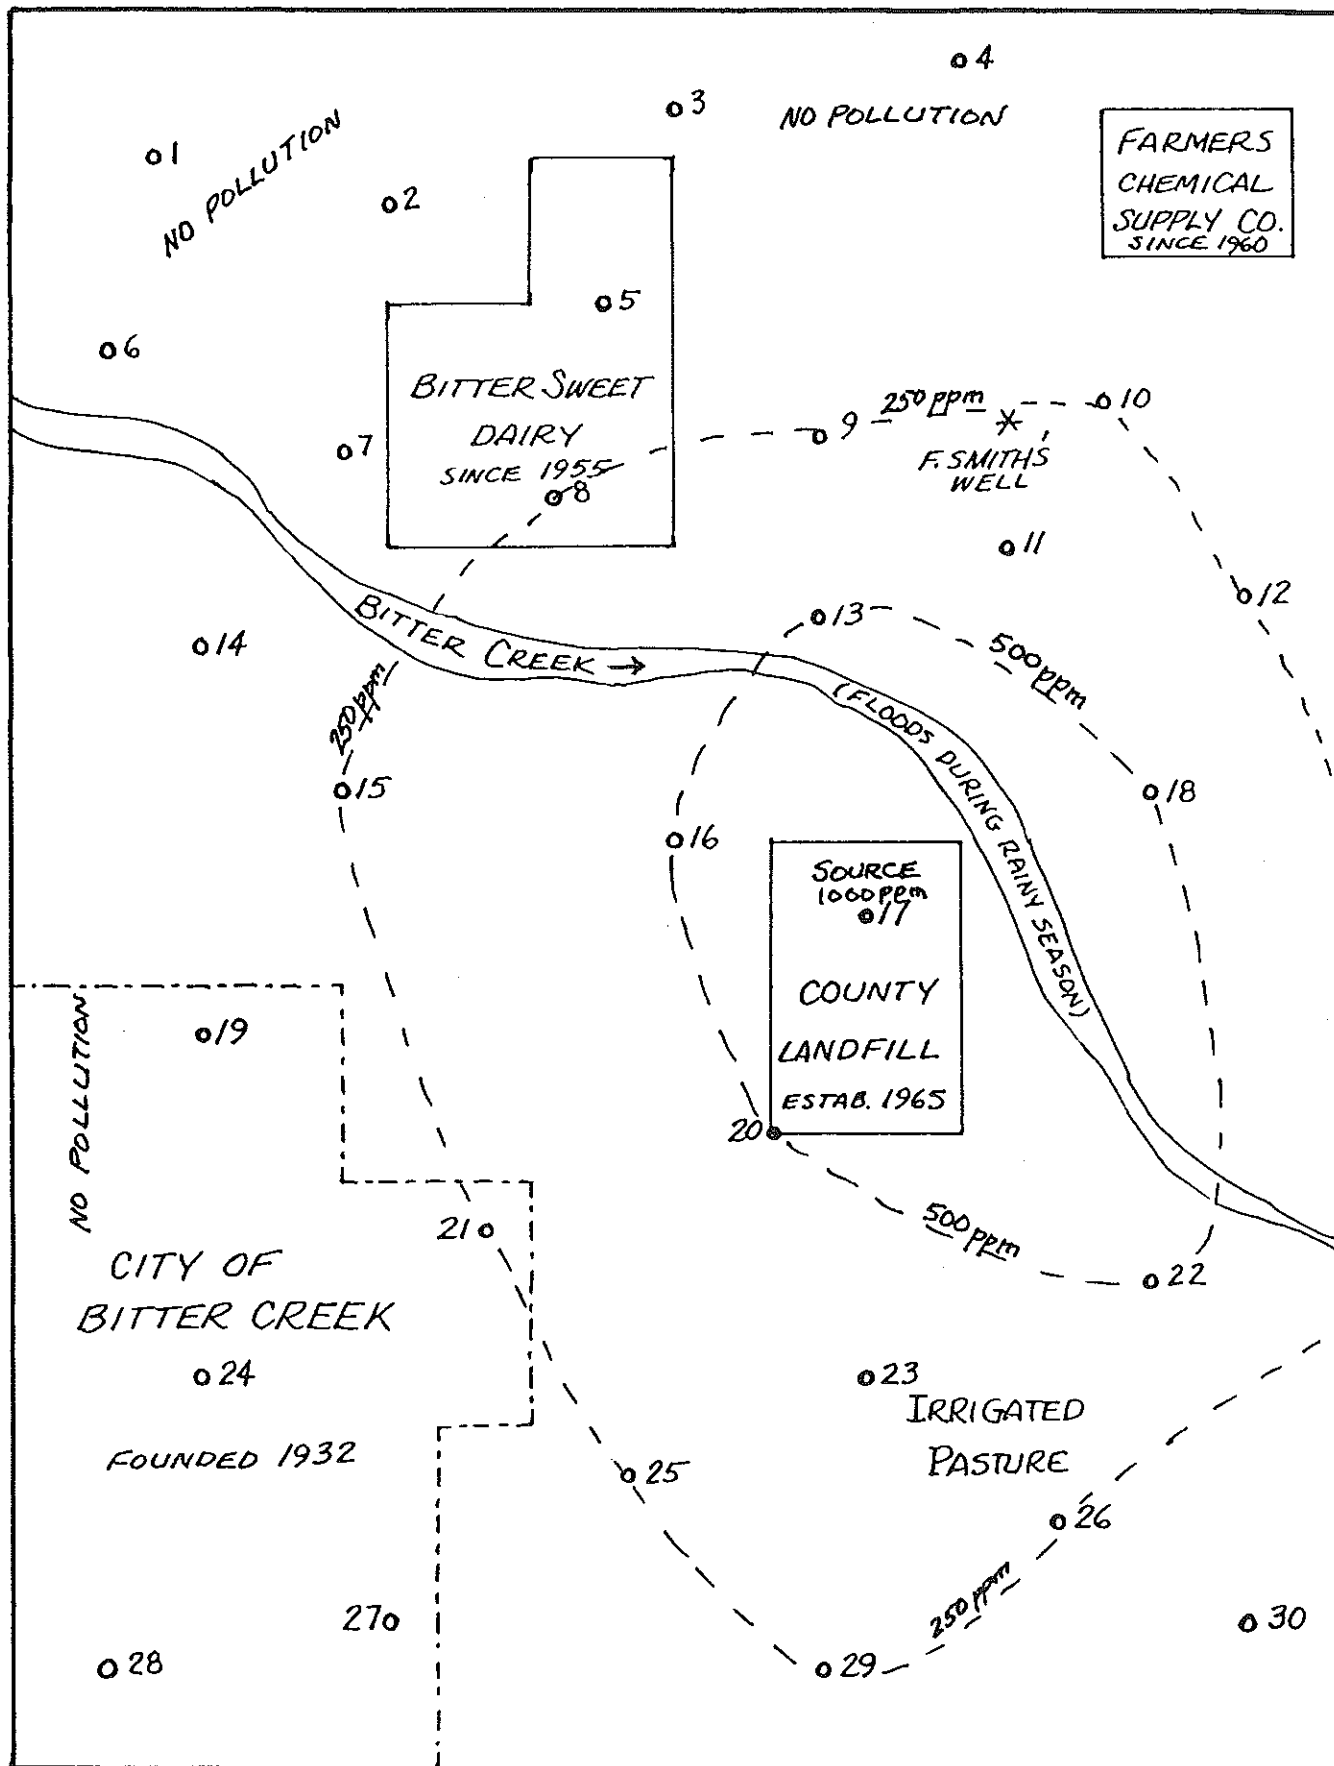 4
3
NO POLLUTION
FARMERS
CHEMICAL
SUPPLY CO.
SINCE 1960
1
NO POLLUTION
2
5
6
BITTER SWEET
DAIRY
SINCE 1955
7
8
9
250 ppm
10
F. SMITH'S
WELL
11
12
13
14
BITTER CREEK →
500 ppm
(FLOODS DURING RAINY SEASON)
250 ppm
15
16
18
SOURCE
1000 ppm
17
COUNTY
LANDFILL
ESTAB. 1965
NO POLLUTION
19
20
21
500 ppm
22
CITY OF
BITTER CREEK
24
FOUNDED 1932
23
IRRIGATED
PASTURE
25
26
250 ppm
27
28
29
30